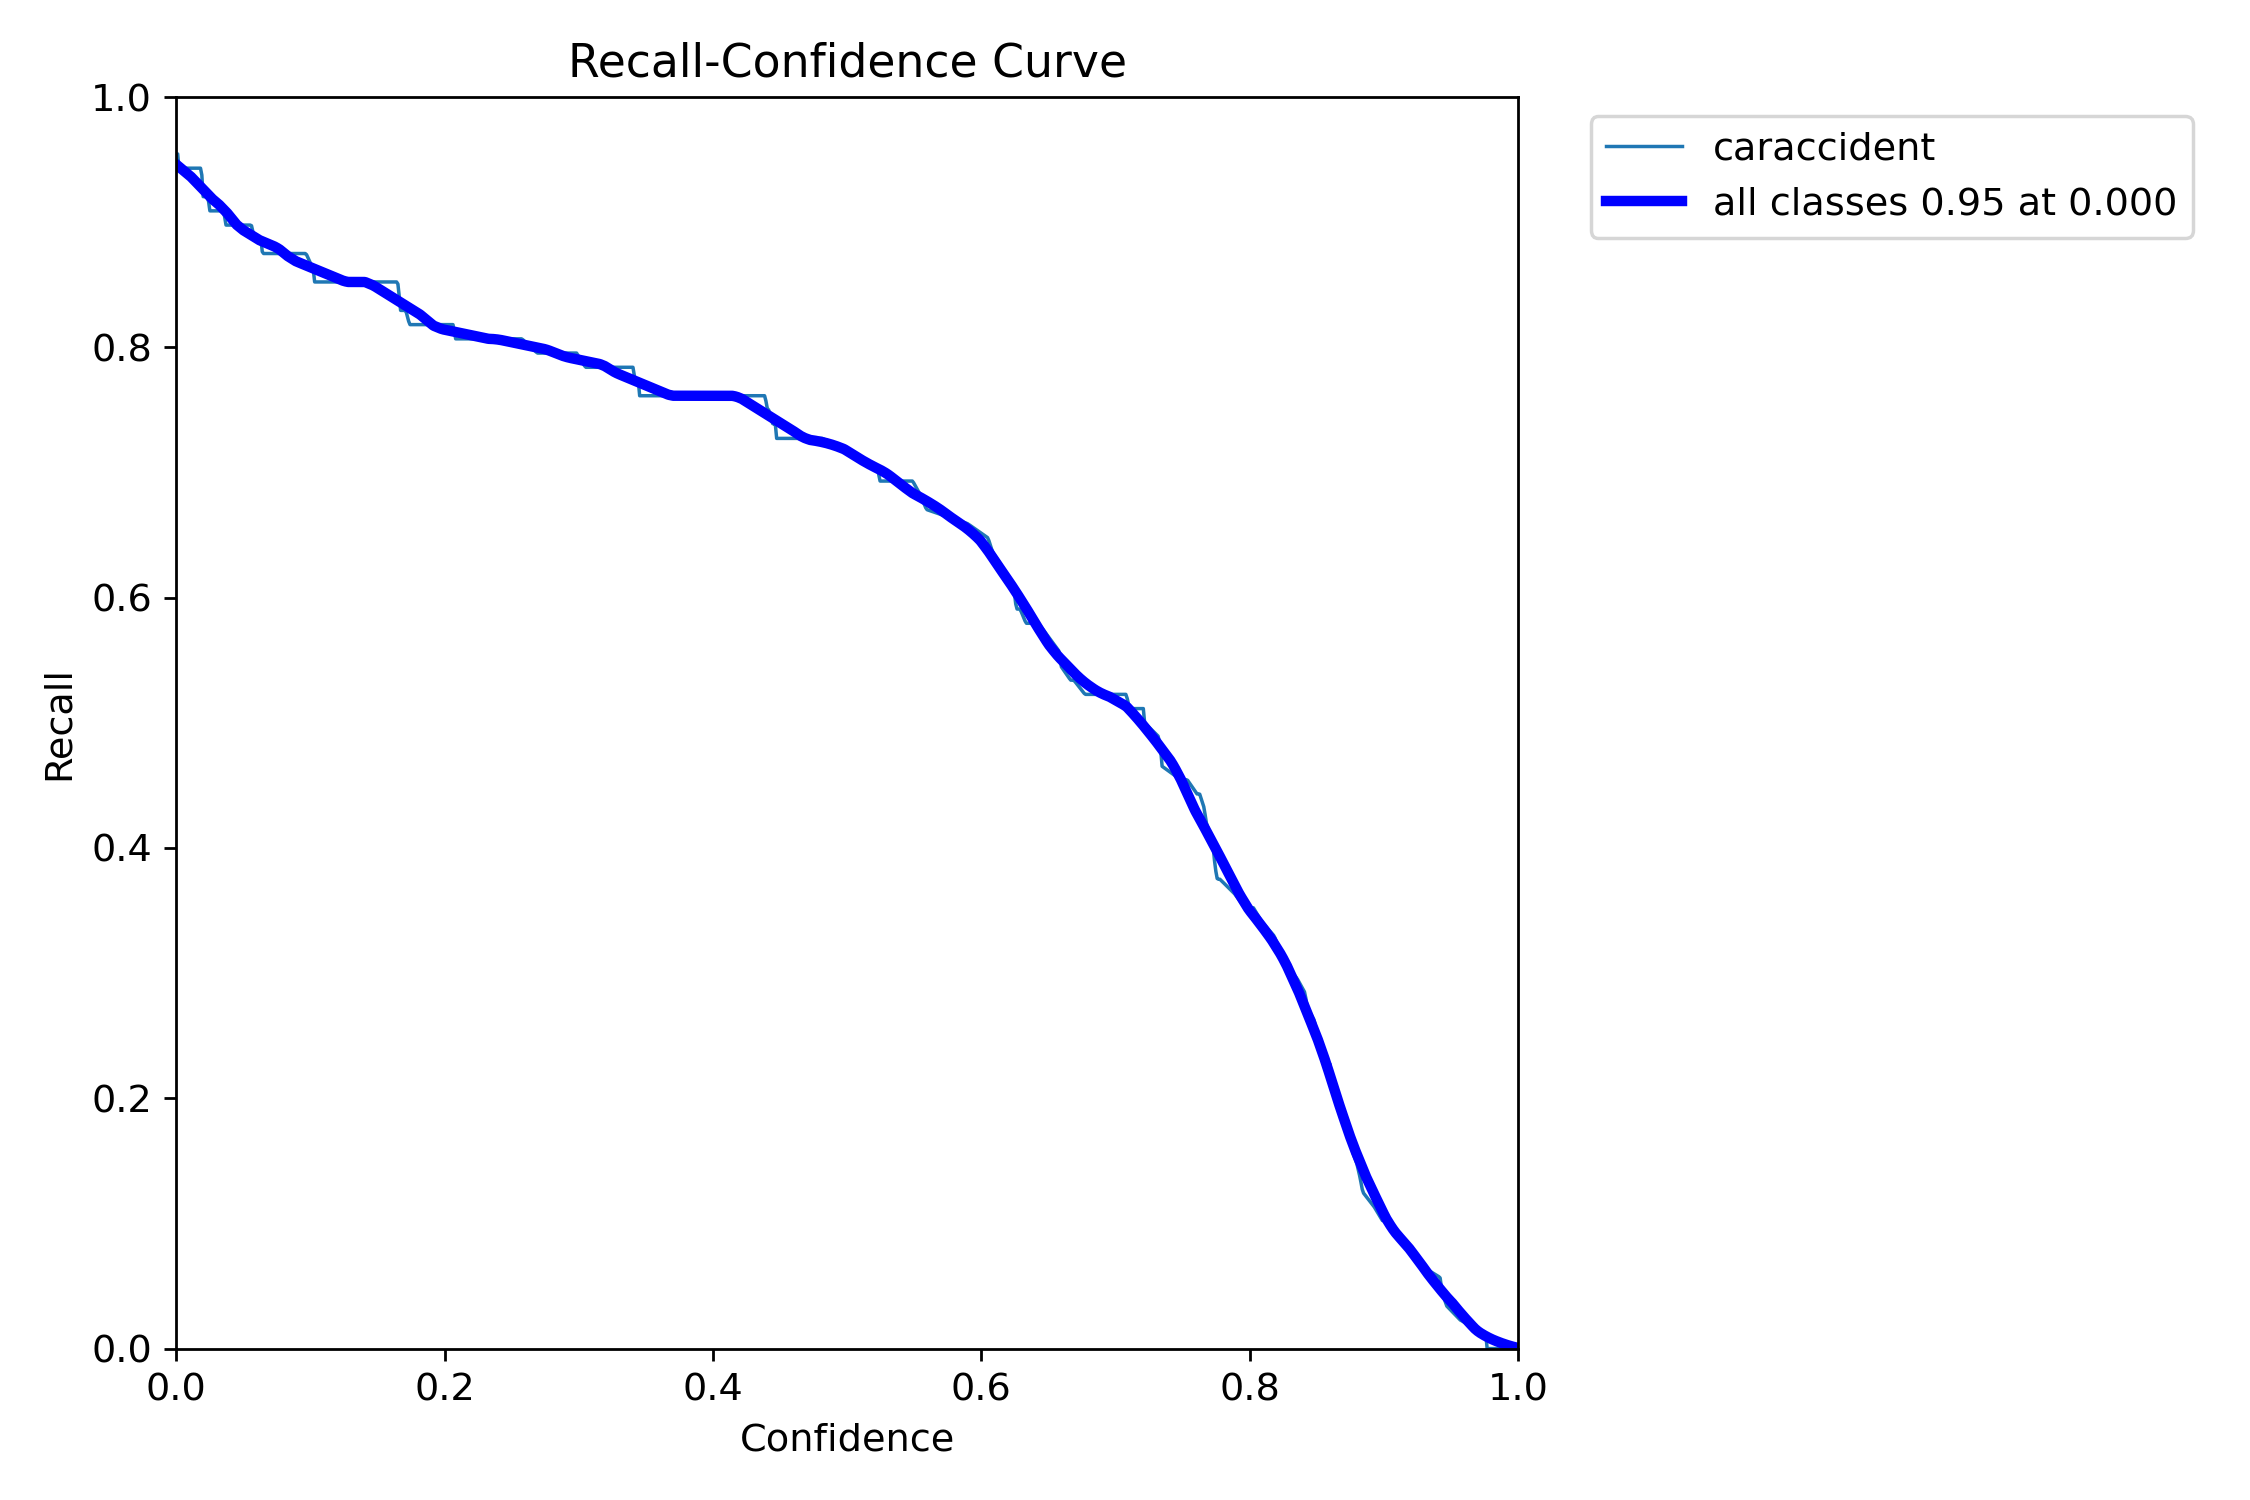 Recall-Confidence Curve
1.0
0.8
0.6
0.4
0.2
0.0
Recall
0.0 0.2 0.4 0.6 0.8 1.0
Confidence
caraccident
all classes 0.95 at 0.000